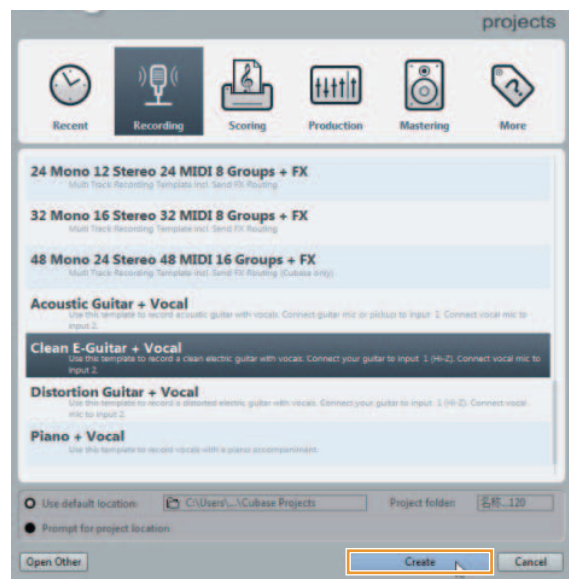 projects
Recent Recording Scoring Production Mastering More
24 Mono 12 Stereo 24 MIDI 8 Groups + FX
Multi Track Recording Template incl. Send FX Routing
32 Mono 16 Stereo 32 MIDI 8 Groups + FX
Multi Track Recording Template incl. Send FX Routing
48 Mono 24 Stereo 48 MIDI 16 Groups + FX
Multi Track Recording Template incl. Send FX Routing (Cubase only)
Acoustic Guitar + Vocal
Use this template to record acoustic guitar with vocals. Connect guitar mic or pickup to input 1. Connect vocal mic to
input 2.
Clean E-Guitar + Vocal
Use this template to record a clean electric guitar with vocals. Connect your guitar to input 1 (Hi-Z). Connect vocal mic to
input 2.
Distortion Guitar + Vocal
Use this template to record a distorted electric guitar with vocals. Connect your guitar to input 1 (Hi-Z). Connect vocal
mic to input 2.
Piano + Vocal
Use this template to record vocals with a piano accompaniment.
Use default location: C:\Users\...\Cubase Projects Project folder: 名称...120
Prompt for project location
Open Other Create Cancel